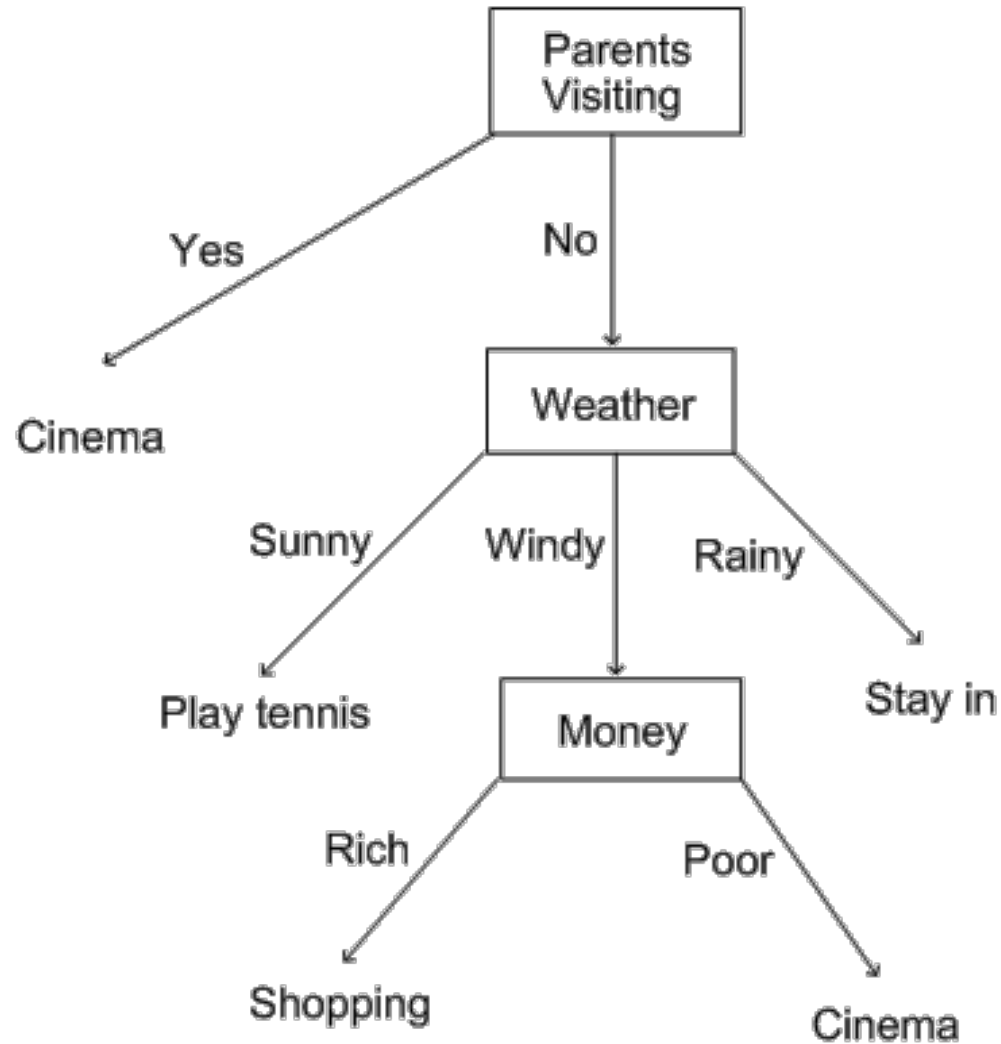 Parents
Visiting
Yes
No
Cinema
Weather
Sunny
Windy
Rainy
Play tennis
Stay in
Money
Rich
Poor
Shopping
Cinema